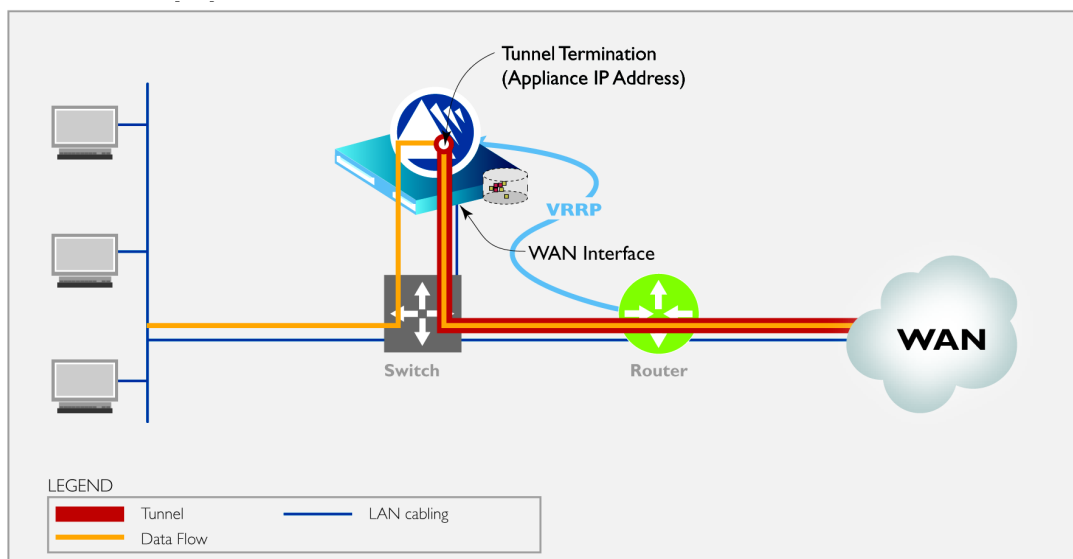 Tunnel Termination
(Appliance IP Address)
VRRP
WAN Interface
Switch
Router
WAN
LEGEND
Tunnel
LAN cabling
Data Flow